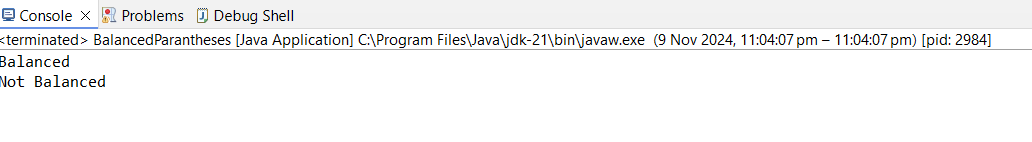 Console × Problems Debug Shell
<terminated> BalancedParantheses [Java Application] C:\Program Files\Java\jdk-21\bin\javaw.exe (9 Nov 2024, 11:04:07 pm – 11:04:07 pm) [pid: 2984]
Balanced
Not Balanced